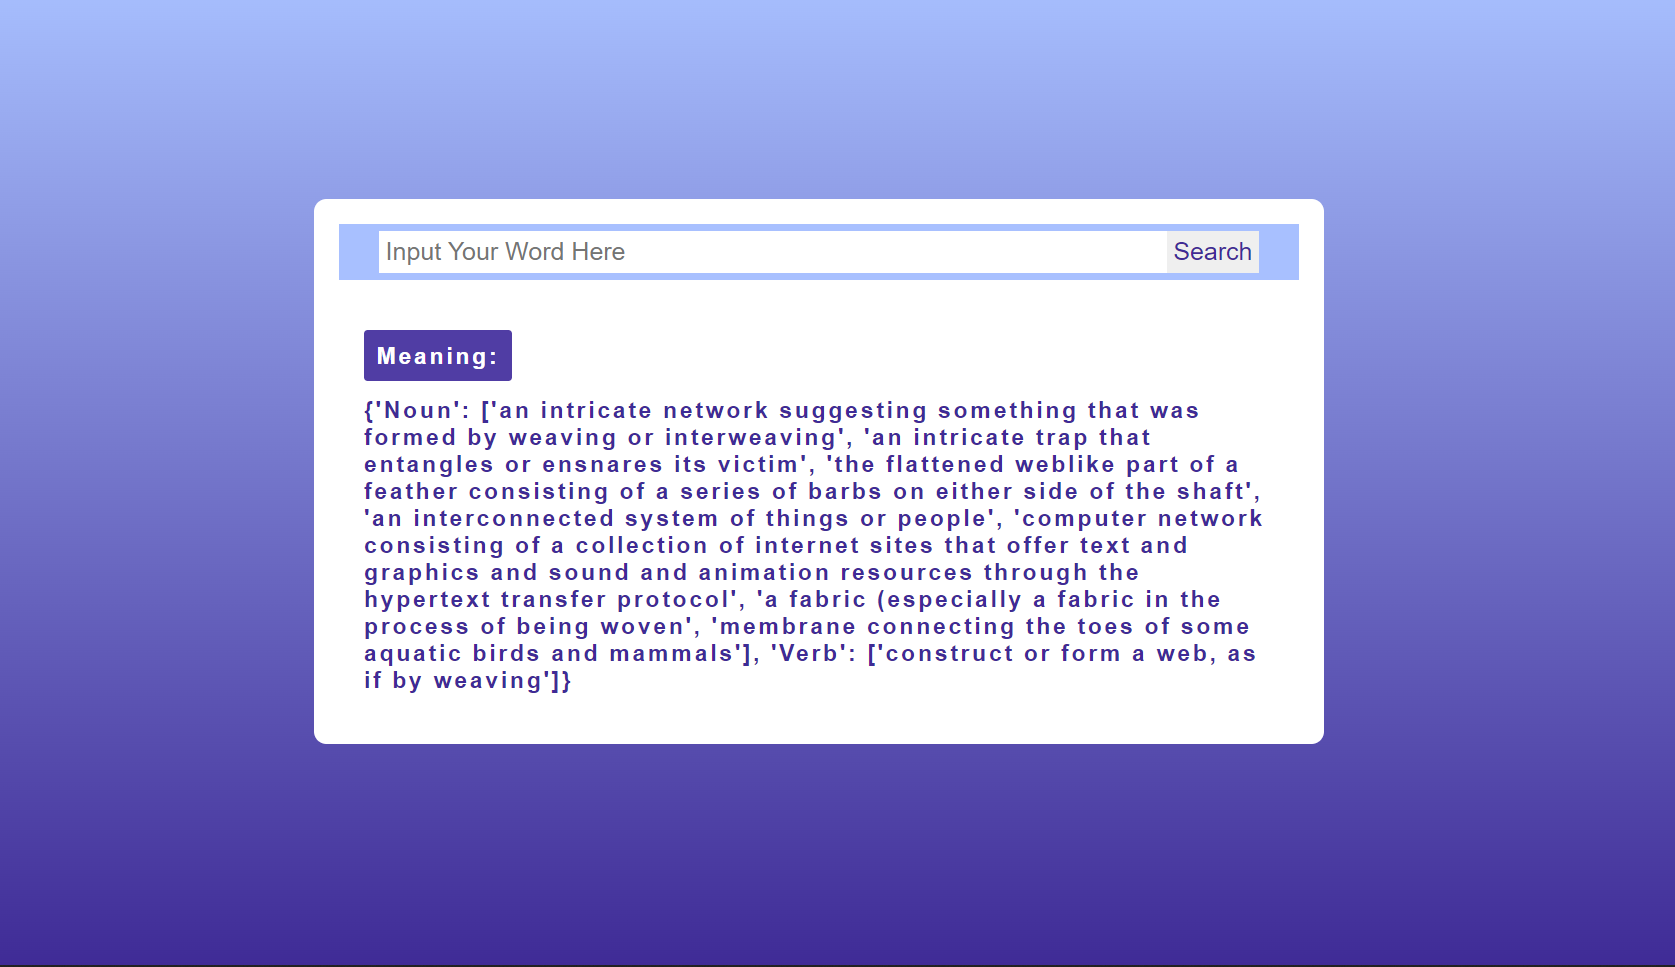 Input Your Word Here
Search
Meaning:
{'Noun': ['an intricate network suggesting something that was
formed by weaving or interweaving', 'an intricate trap that
entangles or ensnares its victim', 'the flattened weblike part of a
feather consisting of a series of barbs on either side of the shaft',
'an interconnected system of things or people', 'computer network
consisting of a collection of internet sites that offer text and
graphics and sound and animation resources through the
hypertext transfer protocol', 'a fabric (especially a fabric in the
process of being woven', 'membrane connecting the toes of some
aquatic birds and mammals'], 'Verb': ['construct or form a web, as
if by weaving']}